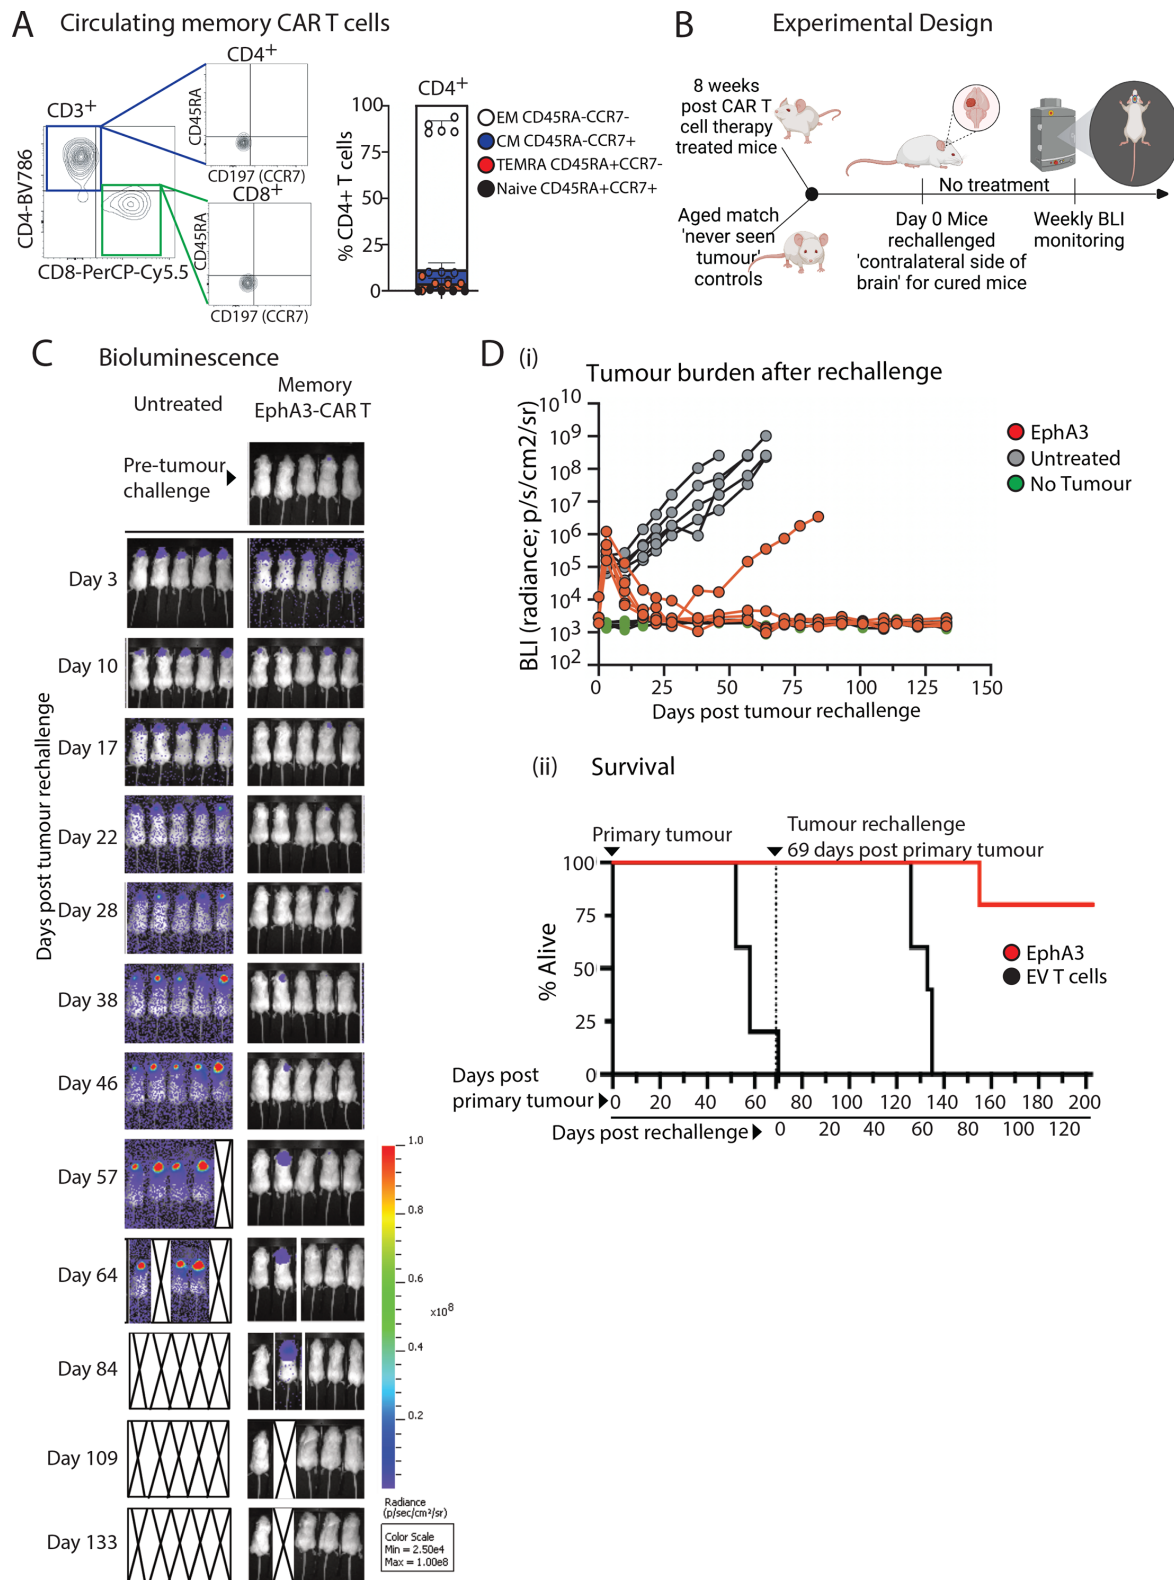 A
Circulating memory CAR T cells
CD3+
CD4-BV786
CD8-PerCP-Cy5.5
CD4+
CD45RA
CD197 (CCR7)
CD8+
CD45RA
CD197 (CCR7)
CD4+
% CD4+ T cells
100
75
50
25
0
EM CD45RA-CCR7-
CM CD45RA-CCR7+
TEMRA CD45RA+CCR7-
Naive CD45RA+CCR7+
B
Experimental Design
8 weeks
post CAR T
cell therapy
treated mice
Aged match
'never seen
tumour'
controls
No treatment
Day 0 Mice
rechallenged
'contralateral side of
brain' for cured mice
Weekly BLI
monitoring
C
Bioluminescence
Untreated
Memory
EphA3-CAR T
Pre-tumour
challenge
Days post tumour rechallenge
Day 3
Day 10
Day 17
Day 22
Day 28
Day 38
Day 46
Day 57
Day 64
Day 84
Day 109
Day 133
1.0
0.8
0.6
x10⁸
0.4
0.2
Radiance
(p/sec/cm²/sr)
Color Scale
Min = 2.50e4
Max = 1.00e8
D
(i)
Tumour burden after rechallenge
BLI (radiance; p/s/cm2/sr)
10¹⁰
10⁹
10⁸
10⁷
10⁶
10⁵
10⁴
10³
10²
0 25 50 75 100 125 150
Days post tumour rechallenge
EphA3
Untreated
No Tumour
(ii)
Survival
Primary tumour
Tumour rechallenge
69 days post primary tumour
% Alive
100
75
50
25
0
EphA3
EV T cells
Days post
primary tumour
0 20 40 60 80 100 120 140 160 180 200
Days post rechallenge
0 20 40 60 80 100 120